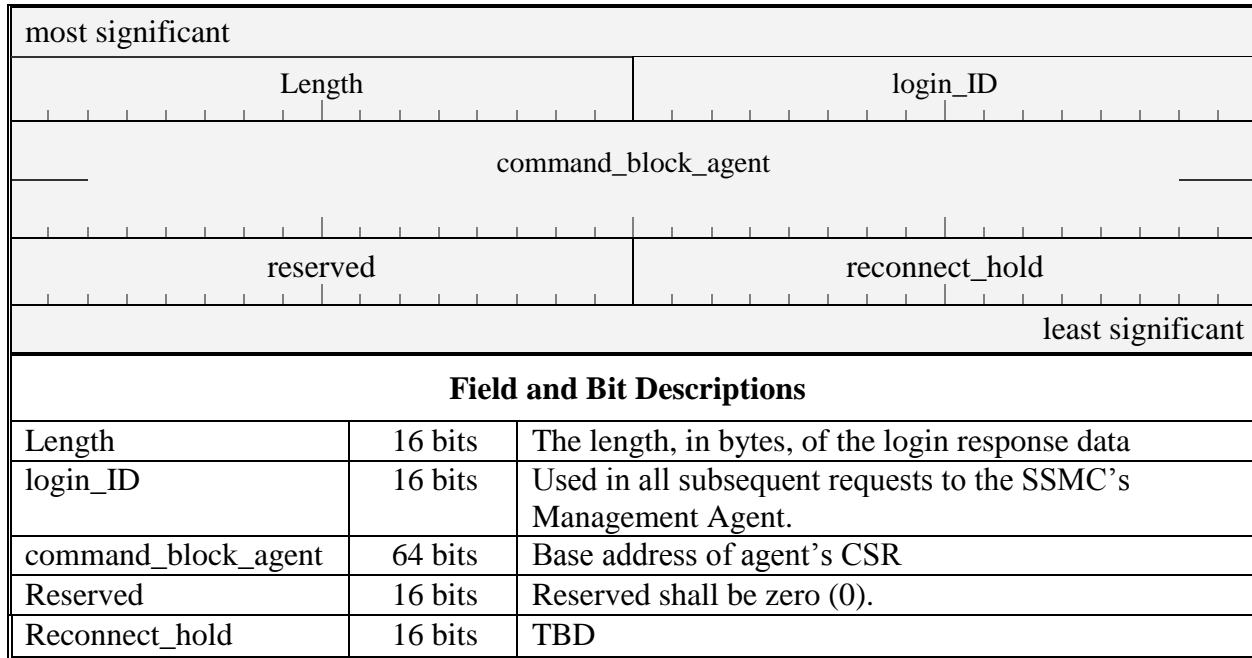 most significant
Length login_ID
command_block_agent
reserved reconnect_hold
least significant
Field and Bit Descriptions
Length 16 bits The length, in bytes, of the login response data
login_ID 16 bits Used in all subsequent requests to the SSMC’s
Management Agent.
command_block_agent 64 bits Base address of agent’s CSR
Reserved 16 bits Reserved shall be zero (0).
Reconnect_hold 16 bits TBD